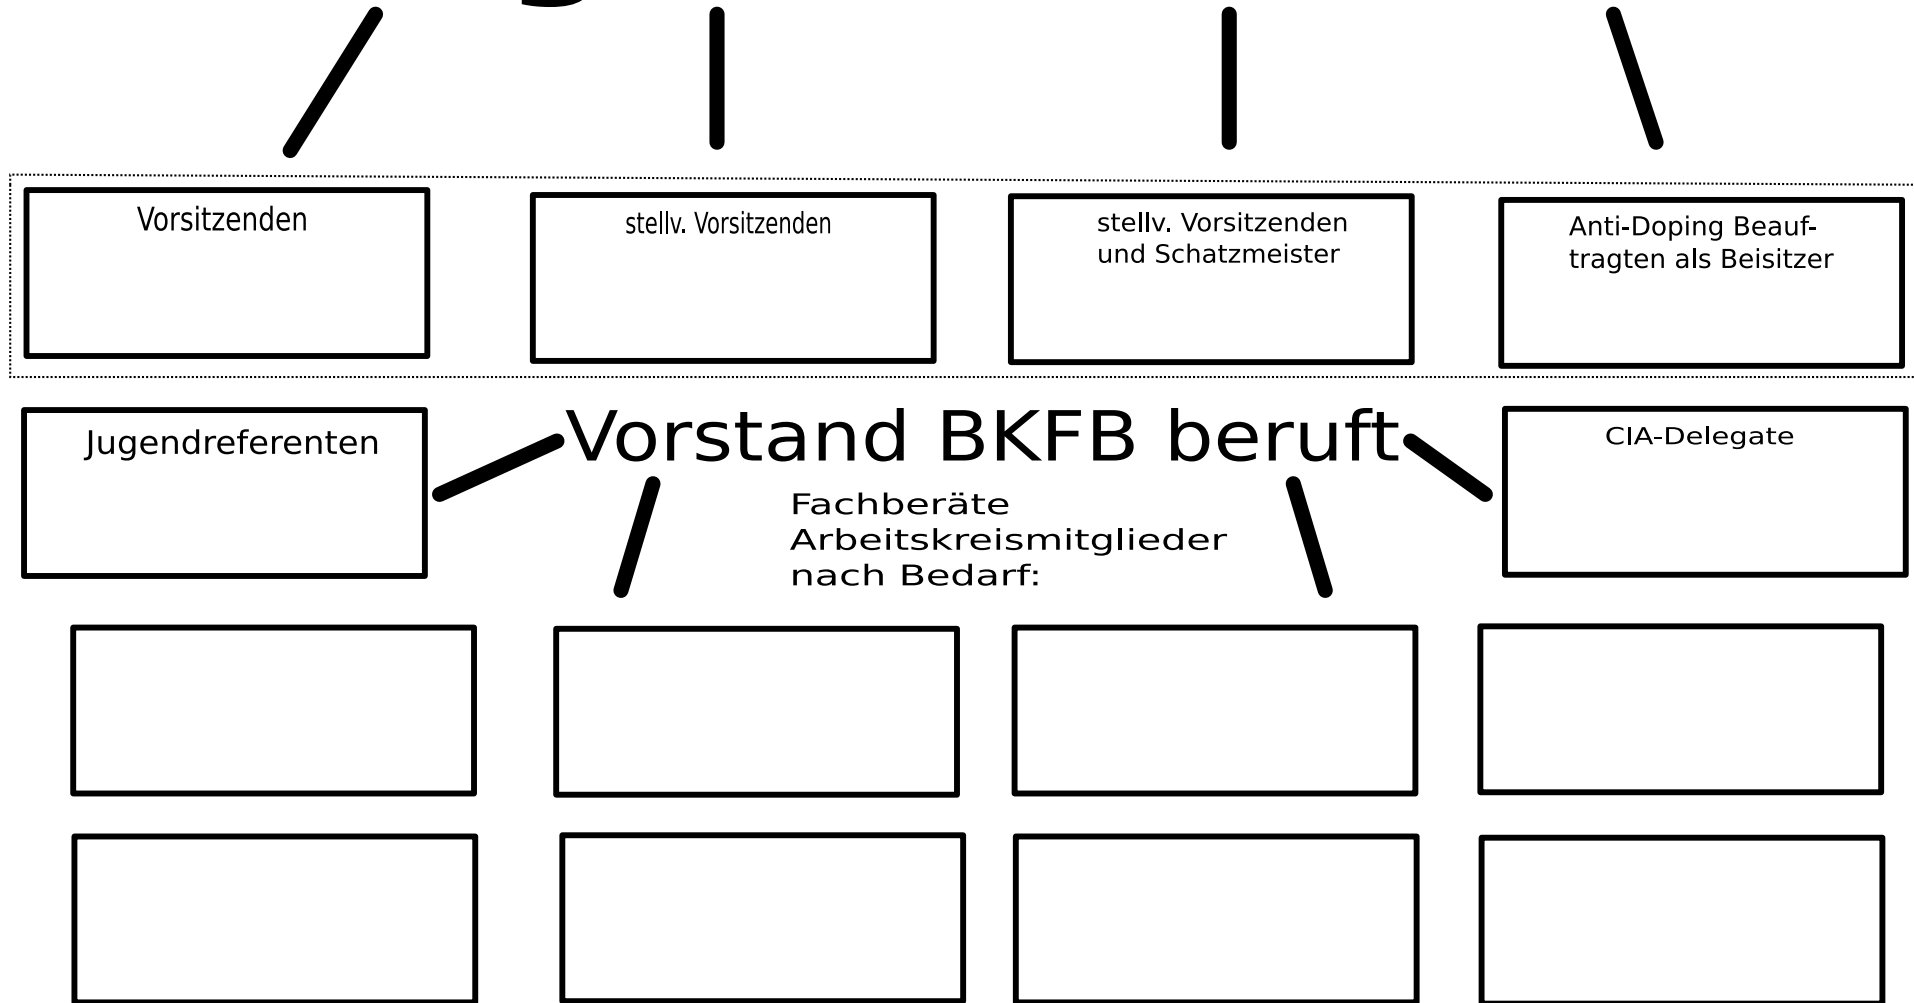 Vorsitzenden
stellv. Vorsitzenden
stellv. Vorsitzenden
und Schatzmeister
Anti-Doping Beauf-
tragten als Beisitzer
Jugendreferenten
Vorstand BKFB beruft
CIA-Delegate
Fachberäte
Arbeitskreismitglieder
nach Bedarf: